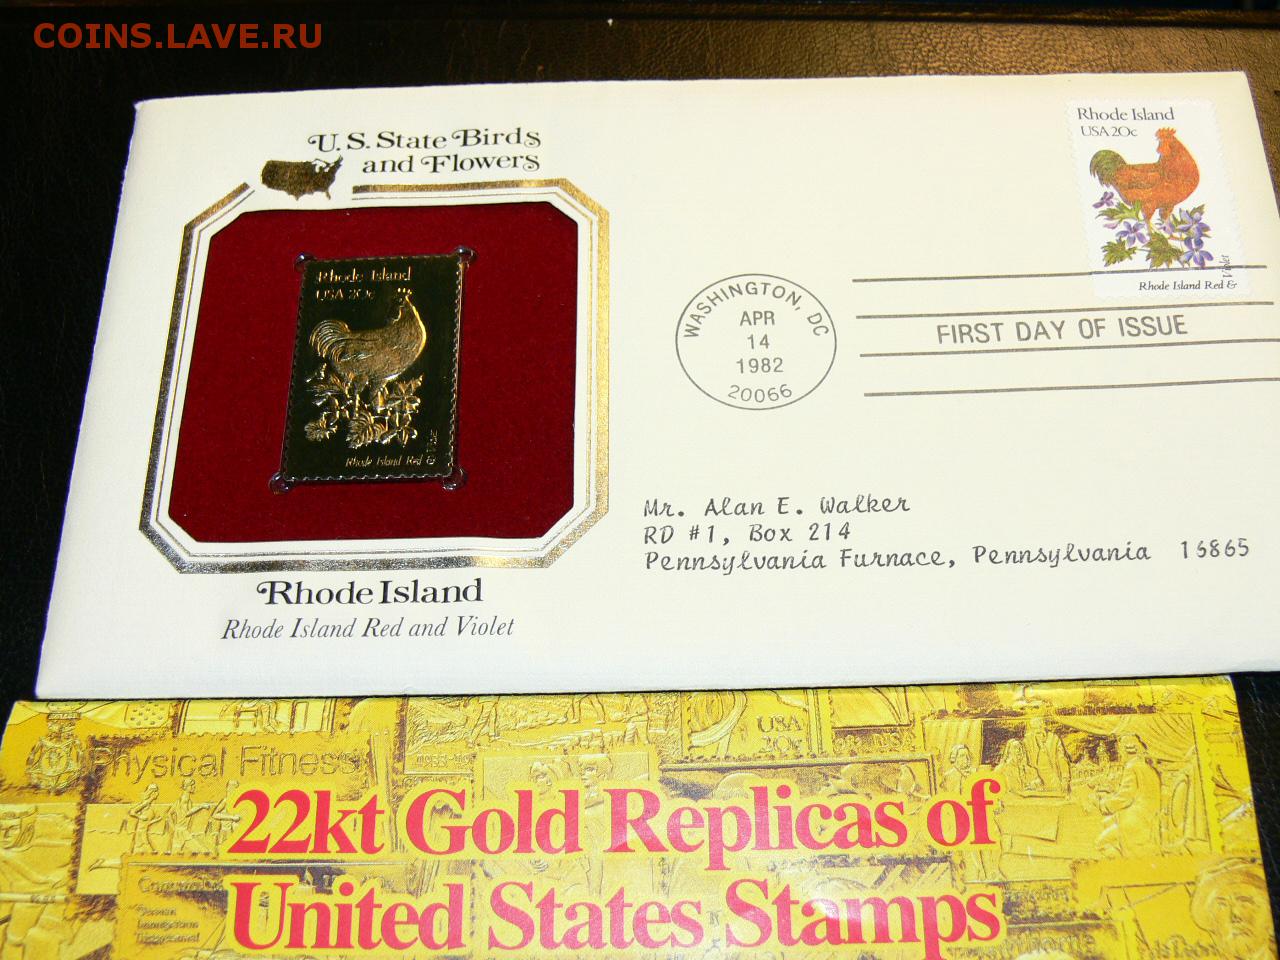 COINS.LAVE.RU
U.S. State Birds
and Flowers
Rhode Island
USA 20c
Rhode Island Red &
Violet
Rhode Island
Rhode Island Red and Violet
Rhode Island
USA 20c
Rhode Island Red &
Violet
WASHINGTON, DC
APR
14
1982
20066
FIRST DAY OF ISSUE
Mr. Alan E. Walker
RD #1, Box 214
Pennsylvania Furnace, Pennsylvania 16865
USA
20c
Physical Fitness
22kt Gold Replicas of
United States Stamps